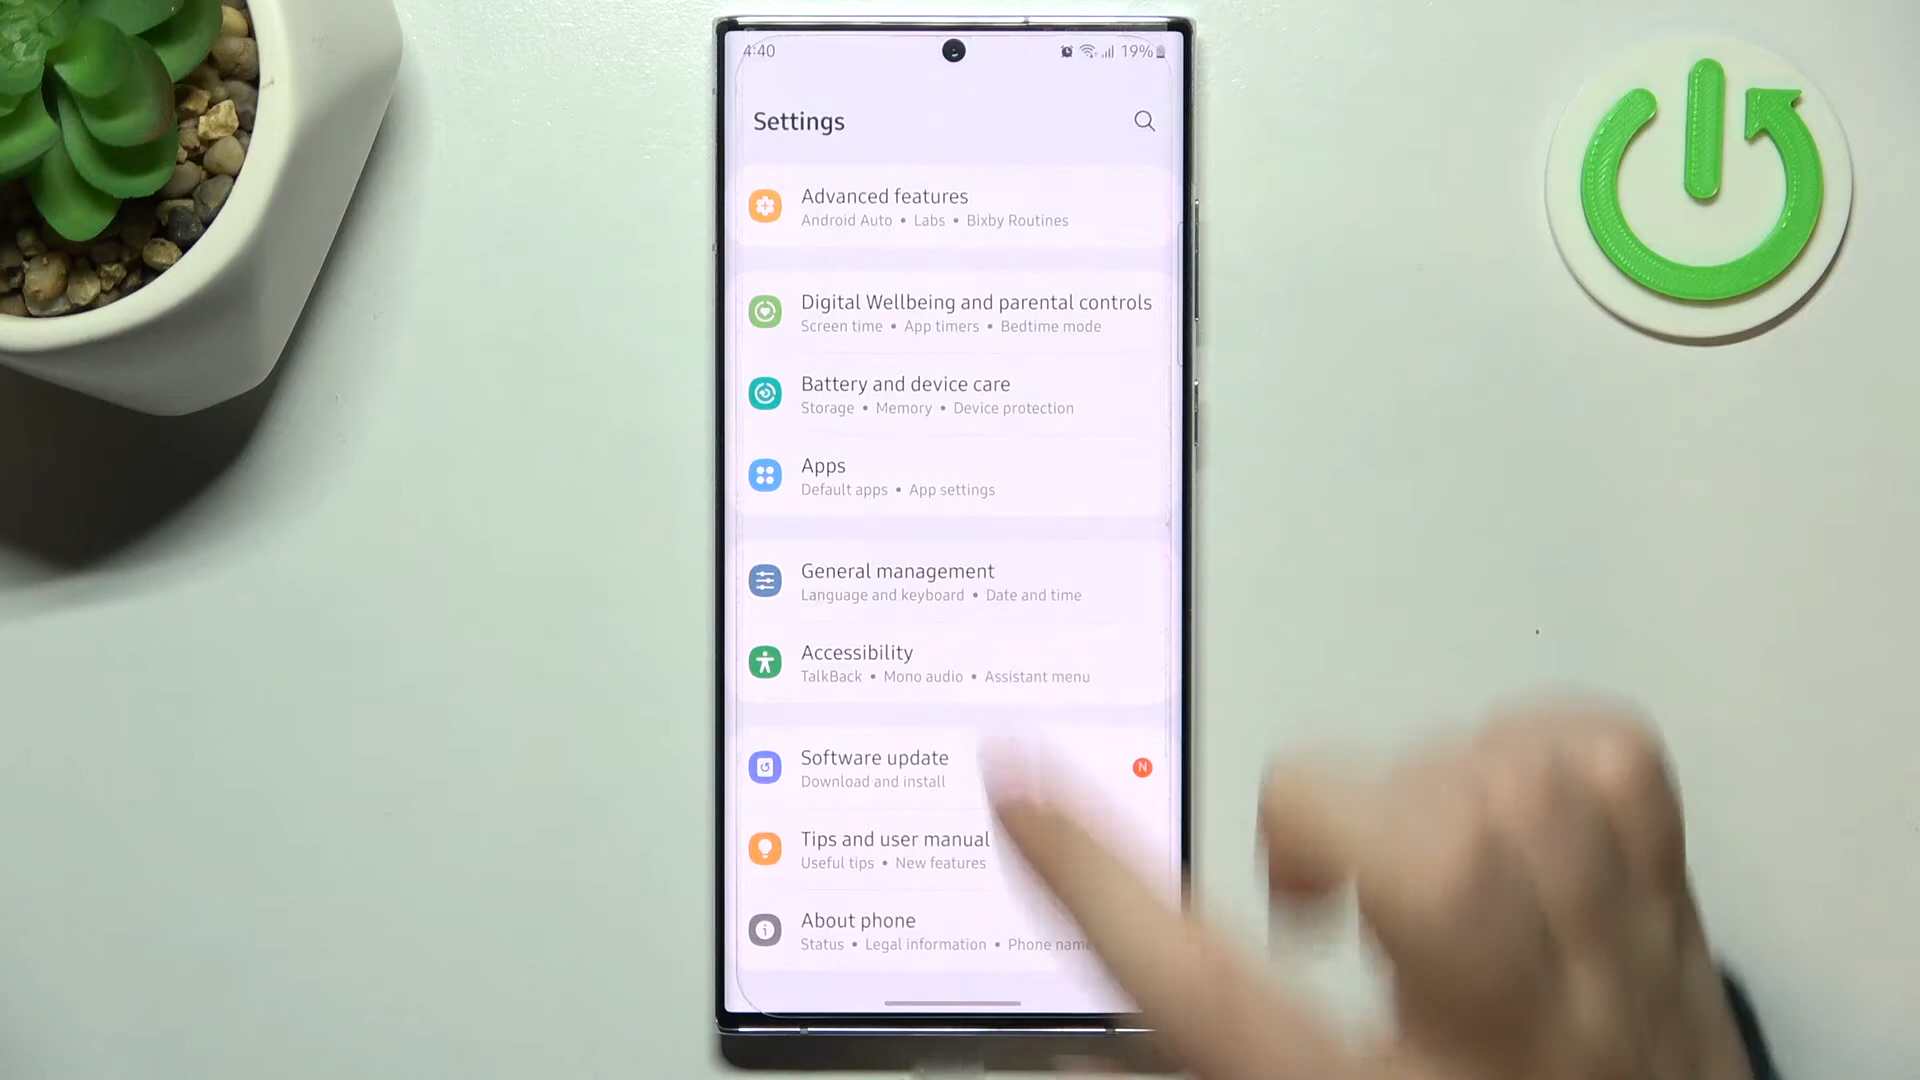 4:40
19%
Settings
Advanced features
Android Auto • Labs • Bixby Routines
Digital Wellbeing and parental controls
Screen time • App timers • Bedtime mode
Battery and device care
Storage • Memory • Device protection
Apps
Default apps • App settings
General management
Language and keyboard • Date and time
Accessibility
TalkBack • Mono audio • Assistant menu
Software update
N
Download and install
Tips and user manual
Useful tips • New features
About phone
Status • Legal information • Phone name